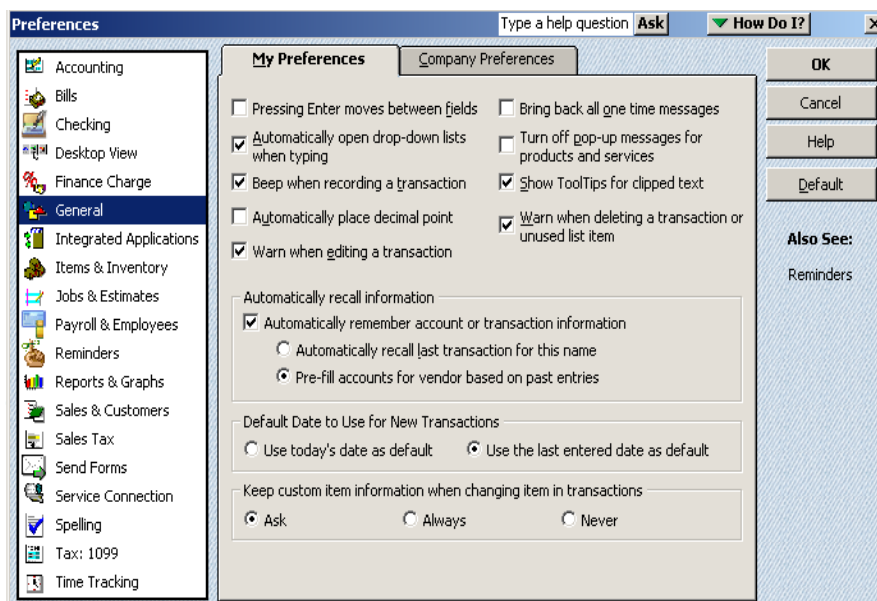 Preferences
Type a help question
Ask
How Do I?
Accounting
Bills
Checking
Desktop View
Finance Charge
General
Integrated Applications
Items & Inventory
Jobs & Estimates
Payroll & Employees
Reminders
Reports & Graphs
Sales & Customers
Sales Tax
Send Forms
Service Connection
Spelling
Tax: 1099
Time Tracking
My Preferences
Company Preferences
Pressing Enter moves between fields
Automatically open drop-down lists
when typing
Beep when recording a transaction
Automatically place decimal point
Warn when editing a transaction
Bring back all one time messages
Turn off pop-up messages for
products and services
Show ToolTips for clipped text
Warn when deleting a transaction or
unused list item
Automatically recall information
Automatically remember account or transaction information
Automatically recall last transaction for this name
Pre-fill accounts for vendor based on past entries
Default Date to Use for New Transactions
Use today's date as default
Use the last entered date as default
Keep custom item information when changing item in transactions
Ask
Always
Never
OK
Cancel
Help
Default
Also See:
Reminders